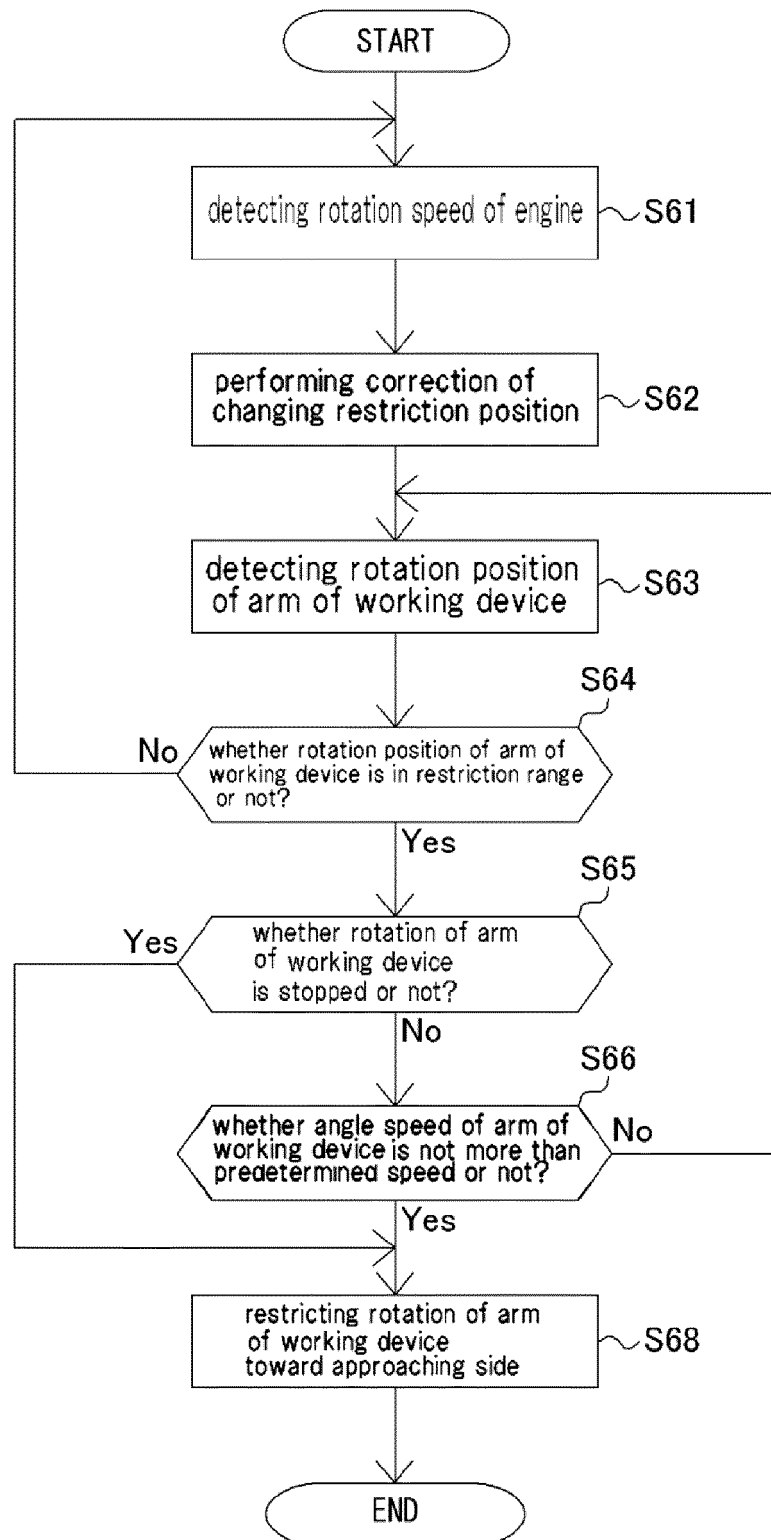 START
detecting rotation speed of engine
S61
performing correction of
changing restriction position
S62
detecting rotation position
of arm of working device
S63
S64
No
whether rotation position of arm of
working device is in restriction range
or not?
Yes
S65
Yes
whether rotation of arm
of working device
is stopped or not?
No
S66
whether angle speed of arm of
working device is not more than
predetermined speed or not?
No
Yes
restricting rotation of arm
of working device
toward approaching side
S68
END